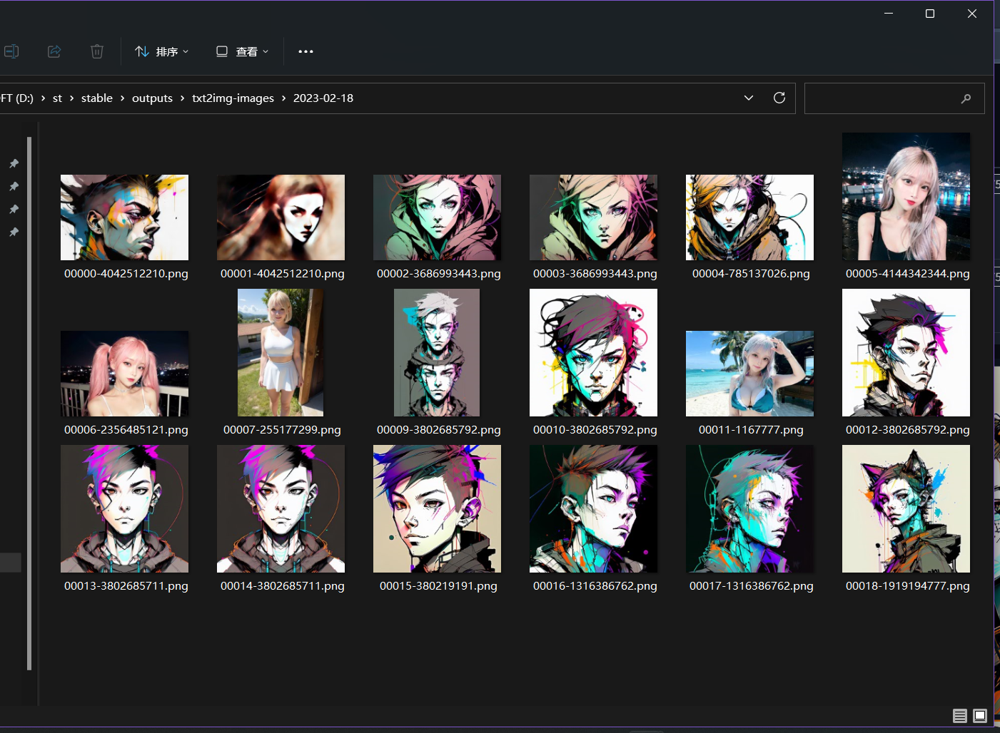 排序 查看
FT (D:) › st › stable › outputs › txt2img-images › 2023-02-18
00000-4042512210.png 00001-4042512210.png 00002-3686993443.png 00003-3686993443.png 00004-785137026.png 00005-4144342344.png
00006-2356485121.png 00007-255177299.png 00009-3802685792.png 00010-3802685792.png 00011-1167777.png 00012-3802685792.png
00013-3802685711.png 00014-3802685711.png 00015-380219191.png 00016-1316386762.png 00017-1316386762.png 00018-1919194777.png